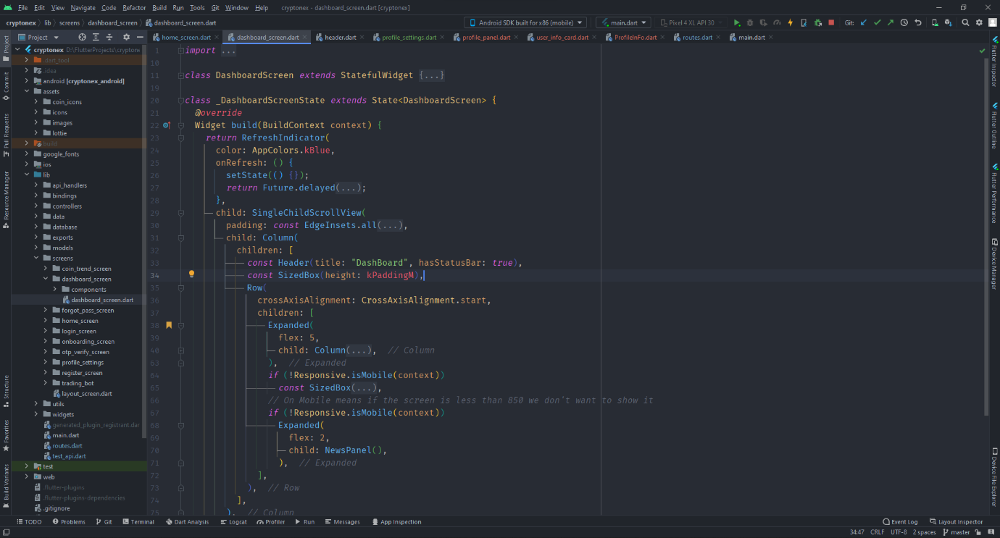 File Edit View Navigate Code Refactor Build Run Tools Git Window Help cryptonex - dashboard_screen.dart [cryptonex]
cryptonex lib screens dashboard_screen dashboard_screen.dart
Android SDK built for x86 (mobile) main.dart Pixel 4 XL API 30 Git:
Project
home_screen.dart dashboard_screen.dart header.dart profile_settings.dart profile_panel.dart user_info_card.dart ProfileInFo.dart routes.dart main.dart
Project
Commit
Pull Requests
Resource Manager
Structure
Favorites
Build Variants
cryptonex D:\FlutterProjects\cryptone
.dart_tool
.idea
android [cryptonex_android]
assets
coin_icons
icons
images
lottie
build
google_fonts
ios
lib
api_handlers
bindings
controllers
data
database
exports
models
screens
coin_trend_screen
dashboard_screen
components
dashboard_screen.dart
forgot_pass_screen
home_screen
login_screen
onboarding_screen
otp_verify_screen
profile_settings
register_screen
trading_bot
layout_screen.dart
utils
widgets
generated_plugin_registrant.dar
main.dart
routes.dart
test_api.dart
test
web
.flutter-plugins
.flutter-plugins-dependencies
.gitignore
1 import ...
10
11 class DashboardScreen extends StatefulWidget {...}
19
20 class _DashboardScreenState extends State<DashboardScreen> {
21 @override
22 Widget build(BuildContext context) {
23 return RefreshIndicator(
24 color: AppColors.kBlue,
25 onRefresh: () {
26 setState(() {});
27 return Future.delayed(...);
28 },
29 child: SingleChildScrollView(
30 padding: const EdgeInsets.all(...),
31 child: Column(
32 children: [
33 const Header(title: "DashBoard", hasStatusBar: true),
34 const SizedBox(height: kPaddingM),
35 Row(
36 crossAxisAlignment: CrossAxisAlignment.start,
37 children: [
38 Expanded(
39 flex: 5,
40 child: Column(...), // Column
63 ), // Expanded
64 if (!Responsive.isMobile(context))
65 const SizedBox(...),
66 // On Mobile means if the screen is less than 850 we don't want to show it
67 if (!Responsive.isMobile(context))
68 Expanded(
69 flex: 2,
70 child: NewsPanel(),
71 ), // Expanded
72 ],
73 ), // Row
74 ],
75 ), // Column
Flutter Inspector
Flutter Outline
Flutter Performance
Device Manager
Device File Explorer
TODO Problems Git Terminal Dart Analysis Logcat Profiler Run Messages App Inspection Event Log Layout Inspector
34:47 CRLF UTF-8 2 spaces master